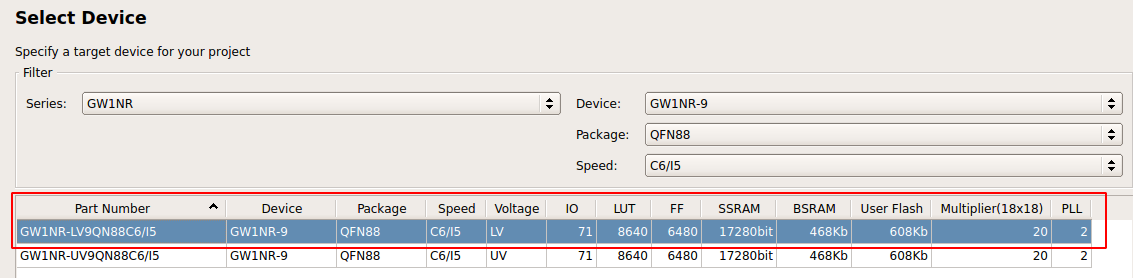 Select Device
Specify a target device for your project
Filter
Series: GW1NR Device: GW1NR-9
Package: QFN88
Speed: C6/I5
Part Number Device Package Speed Voltage IO LUT FF SSRAM BSRAM User Flash Multiplier(18x18) PLL
GW1NR-LV9QN88C6/I5 GW1NR-9 QFN88 C6/I5 LV 71 8640 6480 17280bit 468Kb 608Kb 20 2
GW1NR-UV9QN88C6/I5 GW1NR-9 QFN88 C6/I5 UV 71 8640 6480 17280bit 468Kb 608Kb 20 2